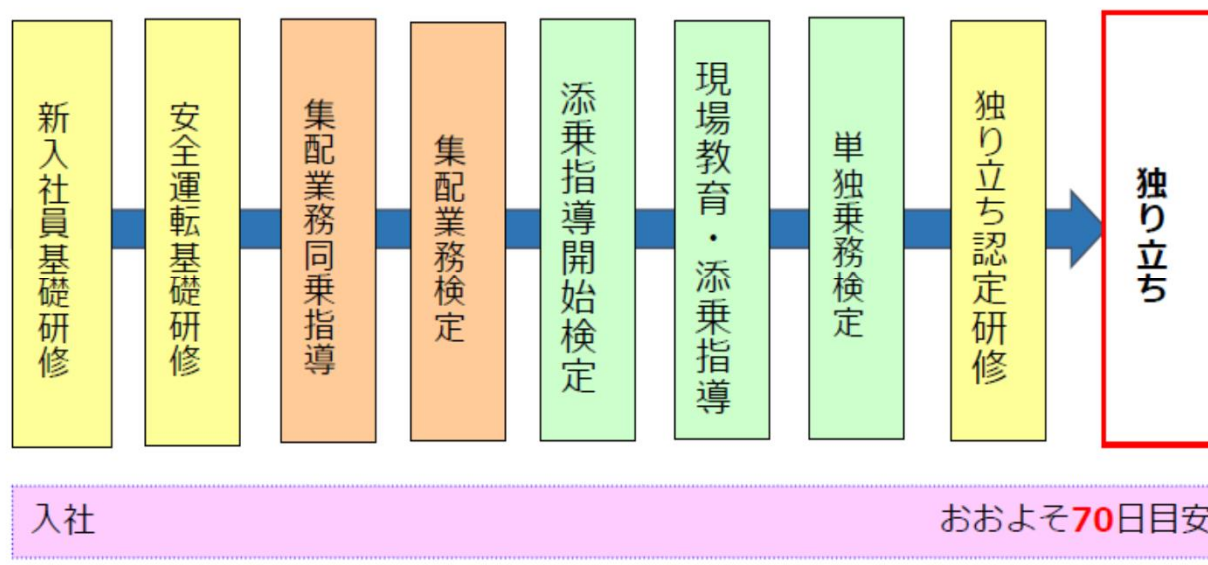 新入社員基礎研修
安全運転基礎研修
集配業務同乗指導
集配業務検定
添乗指導開始検定
現場教育・添乗指導
単独乗務検定
独り立ち認定研修
独り立ち
入社
おおよそ70日目安